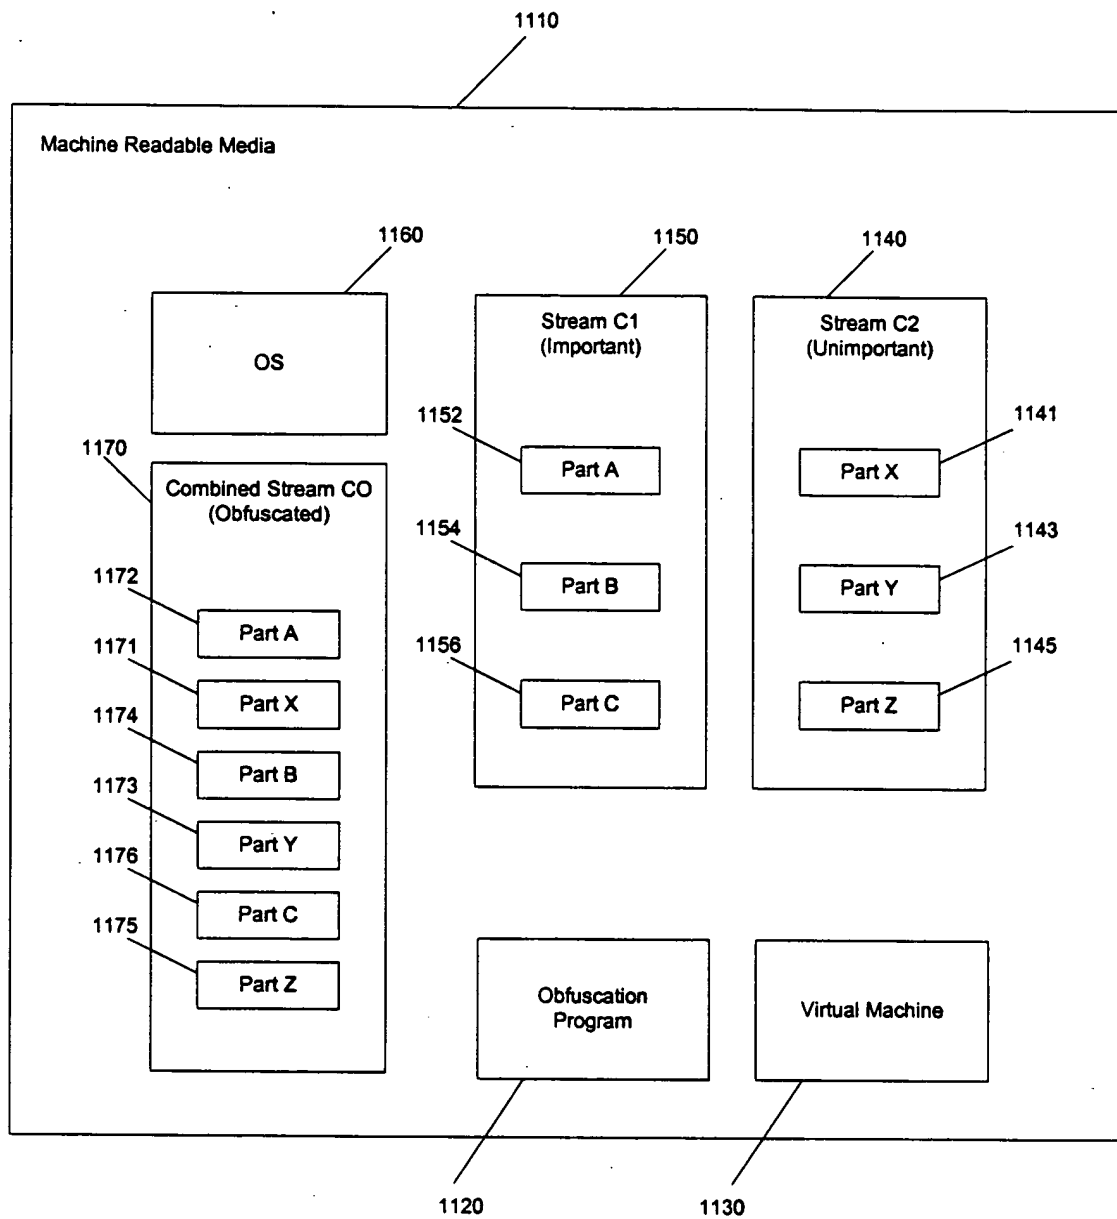 1110
Machine Readable Media
1160
1150
1140
OS
Stream C1
(Important)
Stream C2
(Unimportant)
1170
Combined Stream CO
(Obfuscated)
1152
Part A
1141
Part X
1154
Part B
1143
Part Y
1156
Part C
1145
Part Z
1172
Part A
1171
Part X
1174
Part B
1173
Part Y
1176
Part C
1175
Part Z
Obfuscation
Program
Virtual Machine
1120
1130